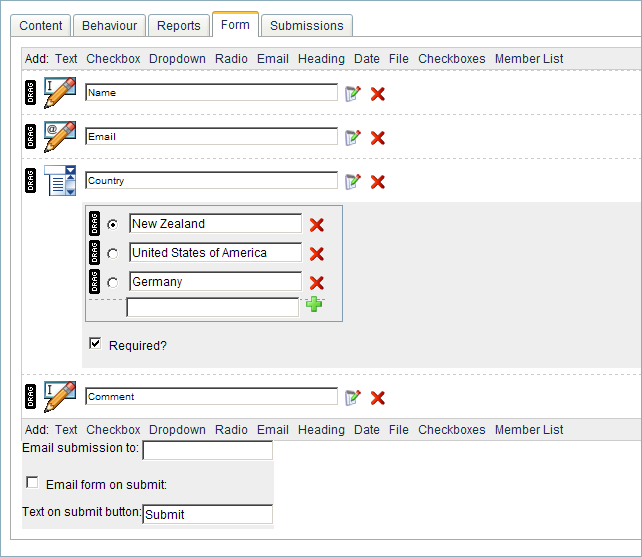 Content Behaviour Reports Form Submissions
Add: Text Checkbox Dropdown Radio Email Heading Date File Checkboxes Member List
DRAG I Name
DRAG @ Email
DRAG Country
DRAG New Zealand
DRAG United States of America
DRAG Germany
Required?
DRAG I Comment
Add: Text Checkbox Dropdown Radio Email Heading Date File Checkboxes Member List
Email submission to:
Email form on submit:
Text on submit button: Submit